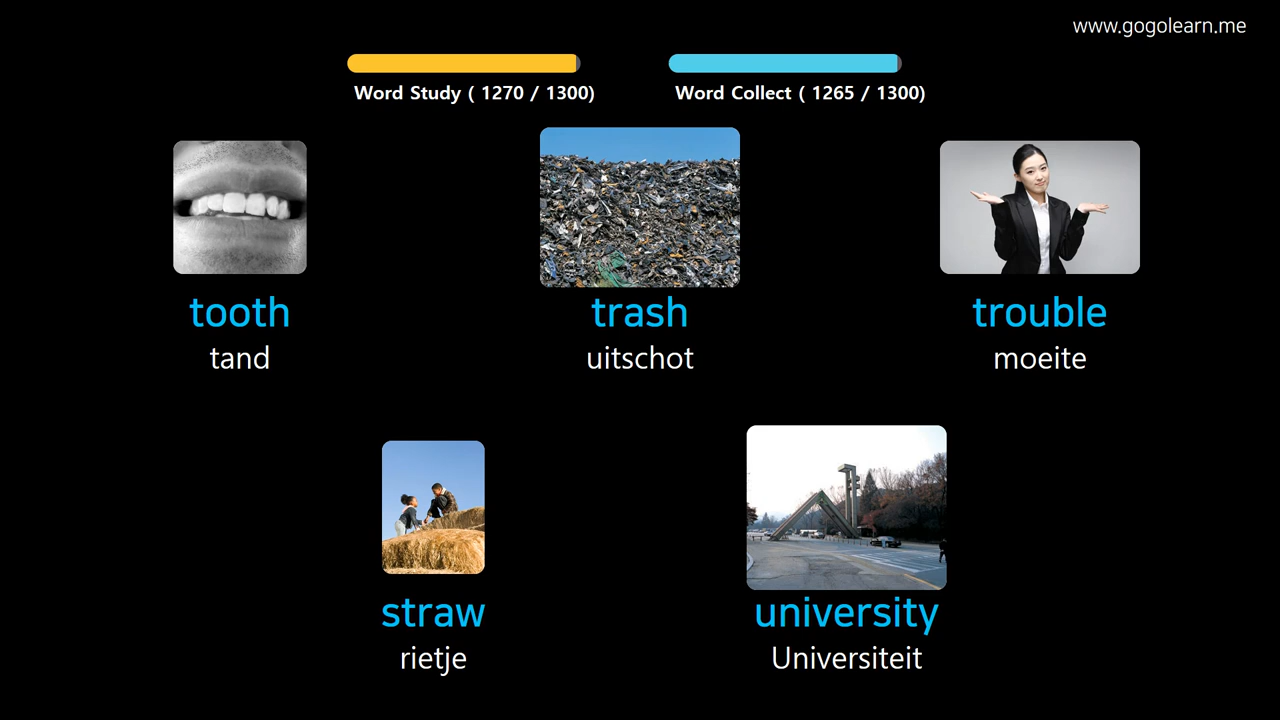 www.gogolearn.me
Word Study ( 1270 / 1300)
Word Collect ( 1265 / 1300)
tooth
tand
trash
uitschot
trouble
moeite
straw
rietje
university
Universiteit